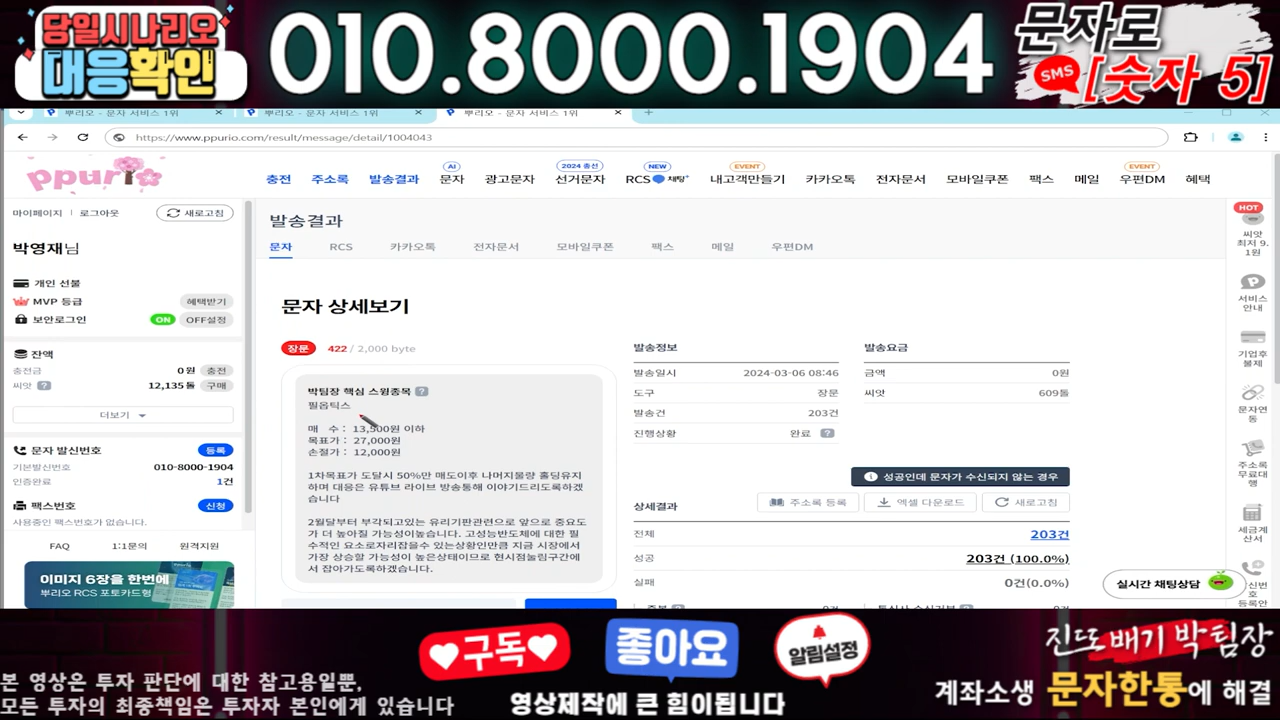 당일시나리오
대응확인
010.8000.1904
문자로
SMS
[숫자 5]
뿌리오 - 문자 서비스 1위
뿌리오 - 문자 서비스 1위
뿌리오 - 문자 서비스 1위
https://www.ppurio.com/result/message/detail/1004043
ppurio
충전
주소록
발송결과
AI
문자
광고문자
2024 총선
선거문자
NEW
RCS 채팅+
EVENT
내고객만들기
카카오톡
전자문서
모바일쿠폰
팩스
메일
EVENT
우편DM
혜택
마이페이지 | 로그아웃
새로고침
박영재님
개인 선불
MVP 등급 혜택받기
보안로그인 ON OFF설정
잔액
충전금 0원 충전
씨앗 ? 12,135톨 구매
더보기
문자 발신번호 등록
기본발신번호 010-8000-1904
인증완료 1건
팩스번호 신청
사용중인 팩스번호가 없습니다.
FAQ 1:1문의 원격지원
이미지 6장을 한번에
뿌리오 RCS 포토카드형
발송결과
문자 RCS 카카오톡 전자문서 모바일쿠폰 팩스 메일 우편DM
문자 상세보기
장문 422 / 2,000 byte
박팀장 핵심 스윙종목 ?
필옵틱스
매 수 : 13,500원 이하
목표가 : 27,000원
손절가 : 12,000원
1차목표가 도달시 50%만 매도이후 나머지물량 홀딩유지
하며 대응은 유튜브 라이브 방송통해 이야기드리도록하겠
습니다
2월달부터 부각되고있는 유리기판관련으로 앞으로 중요도
가 더 높아질 가능성이높습니다. 고성능반도체에 대한 필
수적인 요소로자리잡을수 있는상황인만큼 지금 시장에서
가장 상승할 가능성이 높은상태이므로 현시점눌림구간에
서 잡아가도록하겠습니다.
발송정보
발송일시 2024-03-06 08:46
도구 장문
발송건 203건
진행상황 완료 ?
발송요금
금액 0원
씨앗 609톨
성공인데 문자가 수신되지 않는 경우
상세결과
주소록 등록
엑셀 다운로드
새로고침
전체 203건
성공 203건 (100.0%)
실패 0건(0.0%)
실시간 채팅상담
HOT
씨앗
최저 9.
1원
서비스
안내
기업후
불제
문자연
동
주소록
무료대
행
세금계
산서
등록안
구독
좋아요
알림설정
영상제작에 큰 힘이됩니다
본 영상은 투자 판단에 대한 참고용일뿐,
모든 투자의 최종책임은 투자자 본인에게 있습니다
진또배기 박팀장
계좌소생 문자한통에 해결